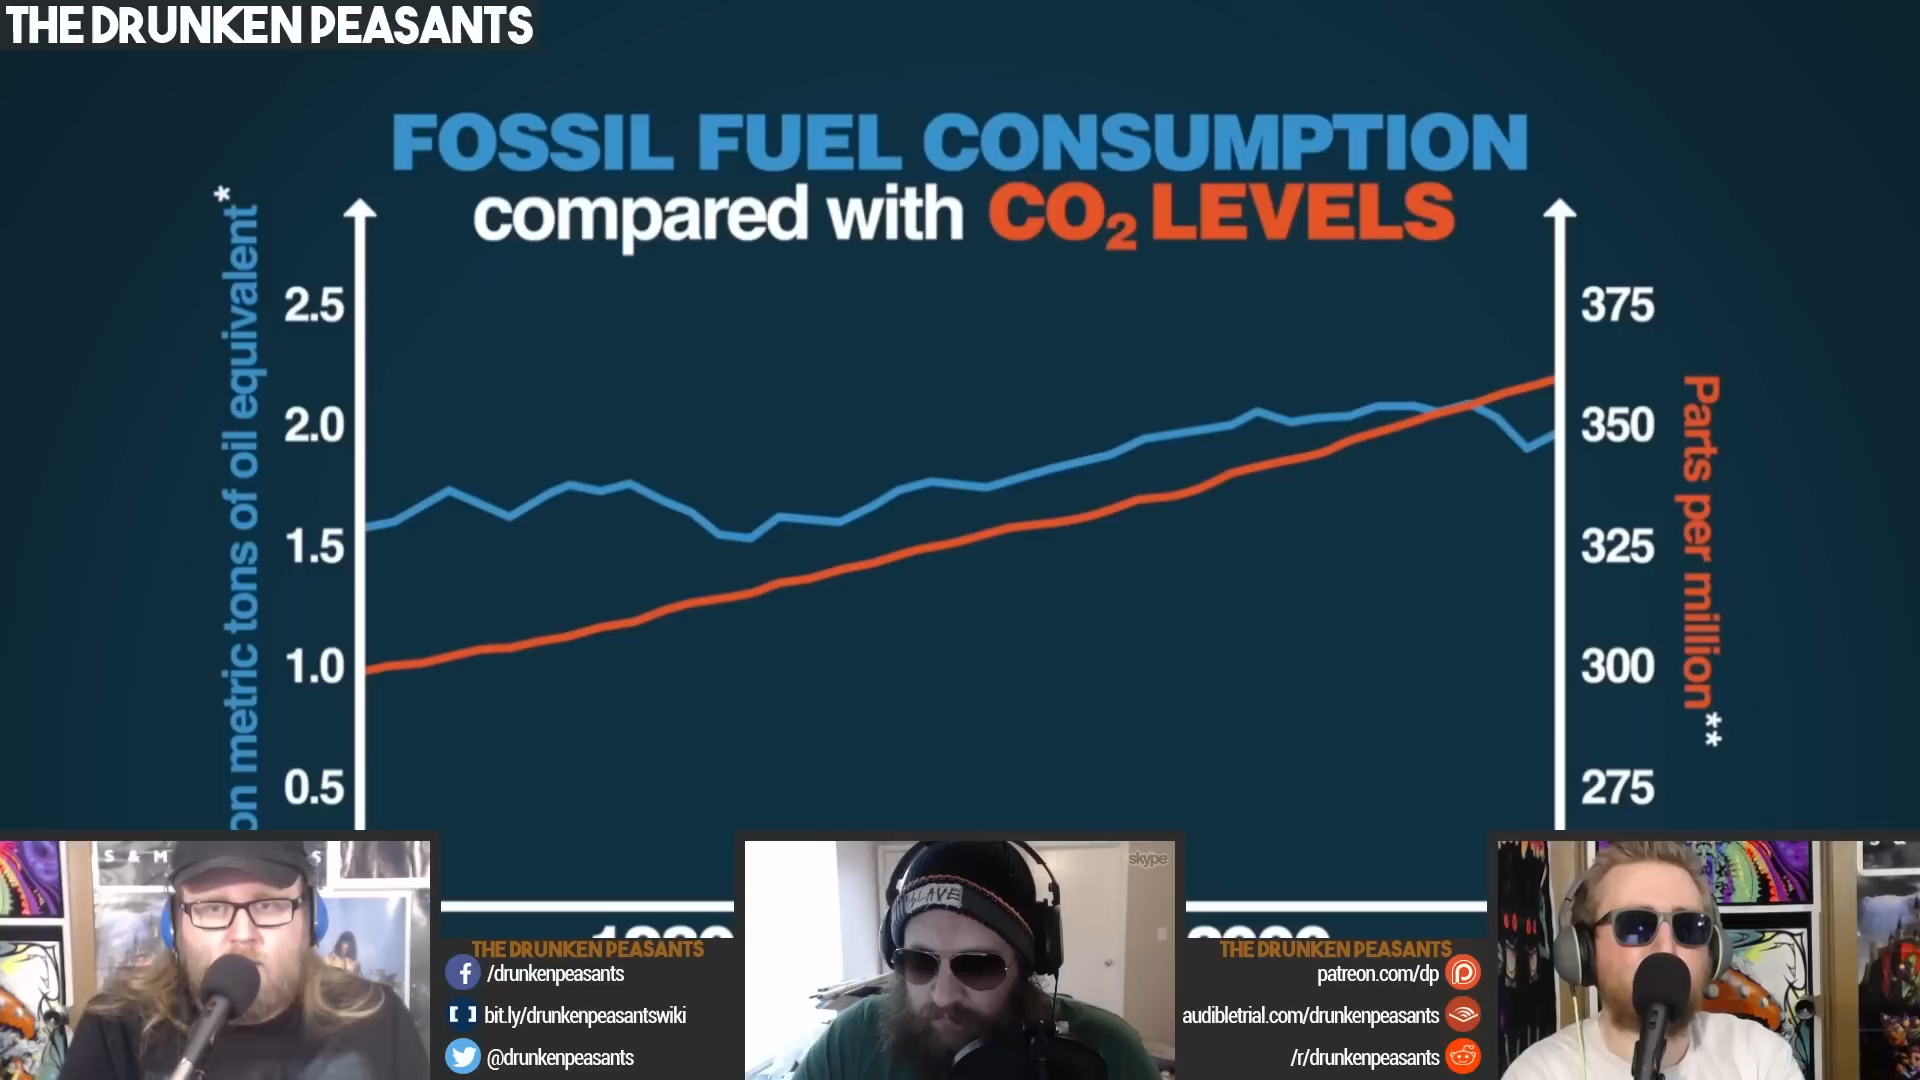 THE DRUNKEN PEASANTS
FOSSIL FUEL CONSUMPTION
compared with CO₂ LEVELS
on metric tons of oil equivalent*
2.5
2.0
1.5
1.0
0.5
375
350
325
300
275
Parts per million**
S & M
skype
SLAVE
THE DRUNKEN PEASANTS
/drunkenpeasants
bit.ly/drunkenpeasantswiki
@drunkenpeasants
THE DRUNKEN PEASANTS
patreon.com/dp
audibletrial.com/drunkenpeasants
/r/drunkenpeasants